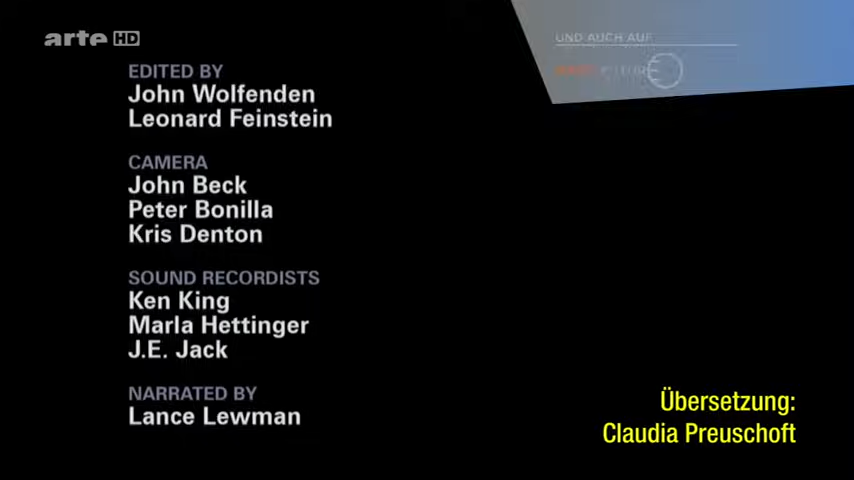 arte HD
UND AUCH AUF
EDITED BY
John Wolfenden
Leonard Feinstein
CAMERA
John Beck
Peter Bonilla
Kris Denton
SOUND RECORDISTS
Ken King
Marla Hettinger
J.E. Jack
NARRATED BY
Lance Lewman
Übersetzung:
Claudia Preuschoft